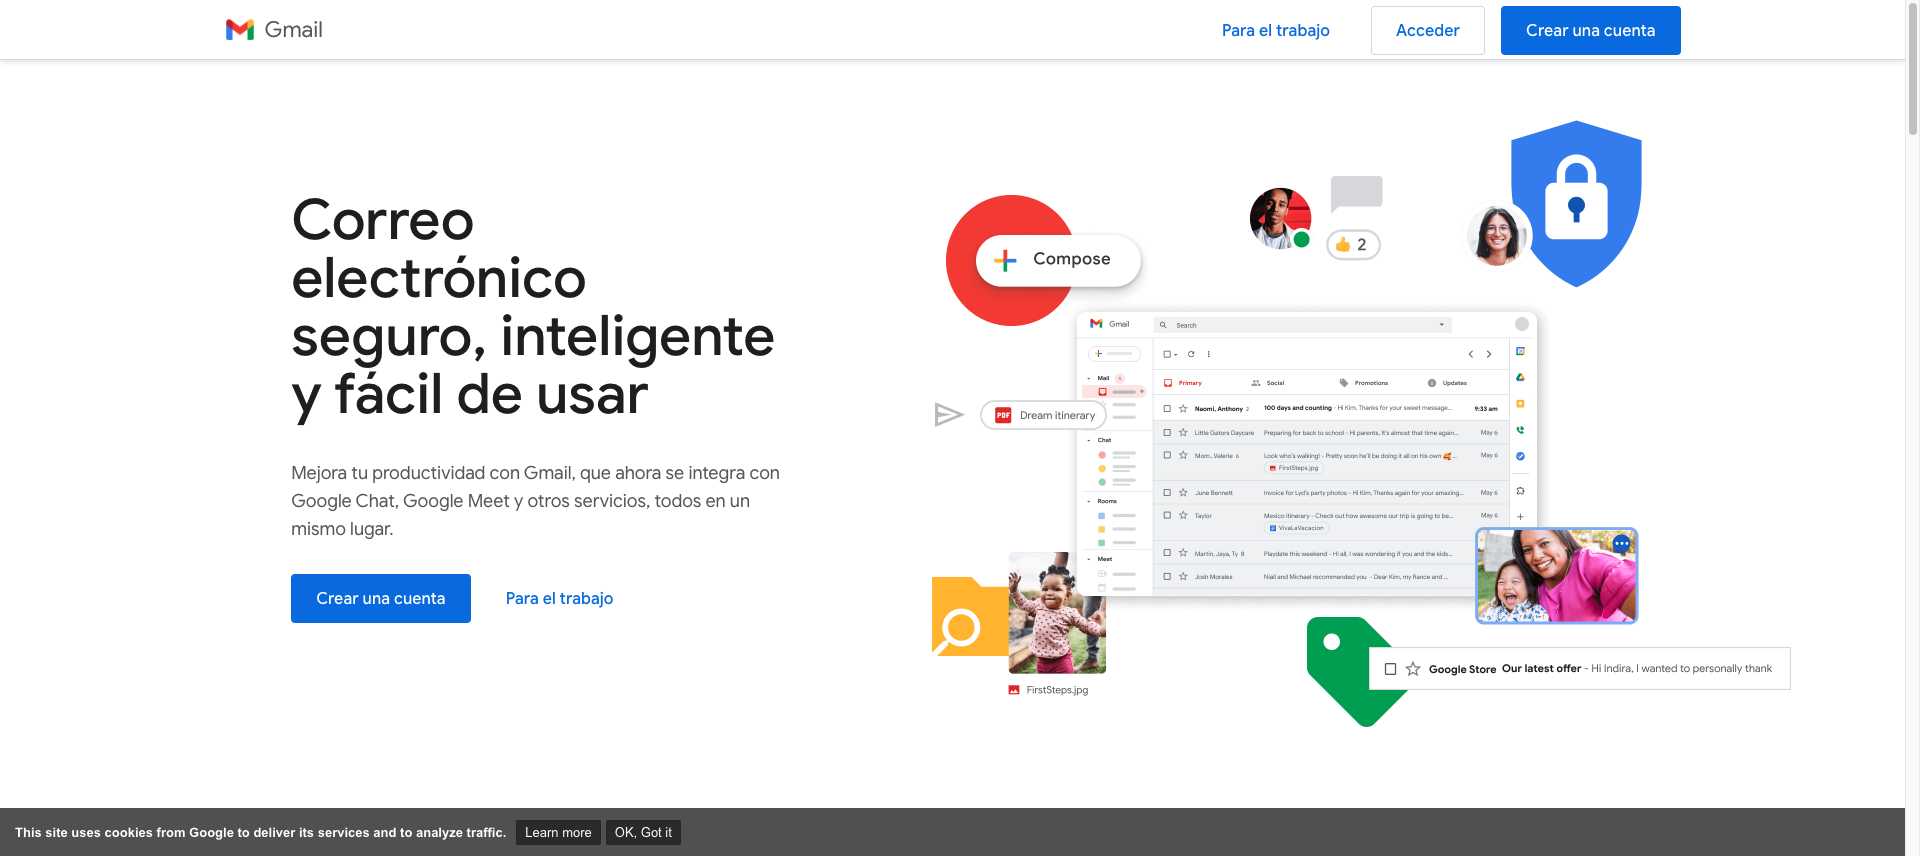 Gmail
Para el trabajo
Acceder
Crear una cuenta
Correo
electrónico
seguro, inteligente
y fácil de usar
Mejora tu productividad con Gmail, que ahora se integra con
Google Chat, Google Meet y otros servicios, todos en un
mismo lugar.
Crear una cuenta
Para el trabajo
Compose
👍 2
Gmail
Search
Mail 1
Primary
Social
Promotions
Updates
Naomi, Anthony 2 100 days and counting - Hi Kim, Thanks for your sweet message... 9:33 am
PDF Dream itinerary
Little Gators Daycare Preparing for back to school - Hi parents, It's almost that time again... May 6
Chat
Mom...Valerie 6 Look who's walking! - Pretty soon he'll be doing it all on his own 🥰... May 6
FirstSteps.jpg
June Bennett Invoice for Lyd's party photos - Hi Kim, Thanks again for your amazing... May 6
Rooms
Taylor Mexico itinerary - Check out how awesome our trip is going to be... May 6
VivaLaVacacion
Martin, Jaya, Ty 8 Playdate this weekend - Hi all, I was wondering if you and the kids...
Meet
Josh Morales Niall and Michael recommended you - Dear Kim, my fiance and ...
FirstSteps.jpg
Google Store Our latest offer - Hi Indira, I wanted to personally thank
This site uses cookies from Google to deliver its services and to analyze traffic. Learn more OK, Got it